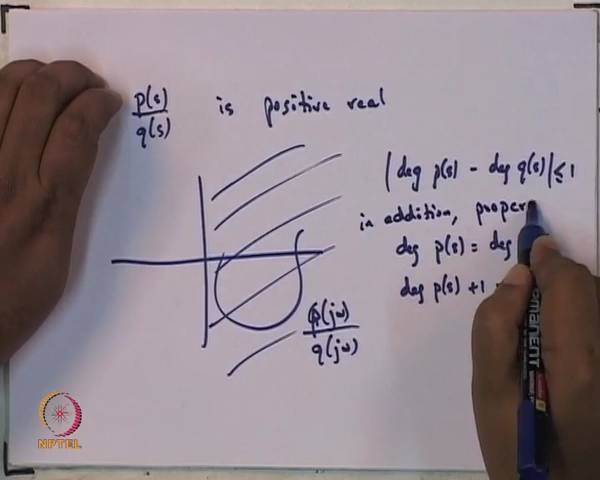 p(s)
q(s)
is positive real
|deg p(s) - deg q(s)| ≤ 1
in addition, proper
deg p(s) = deg
deg p(s) + 1
p(jω)
q(jω)
NPTEL